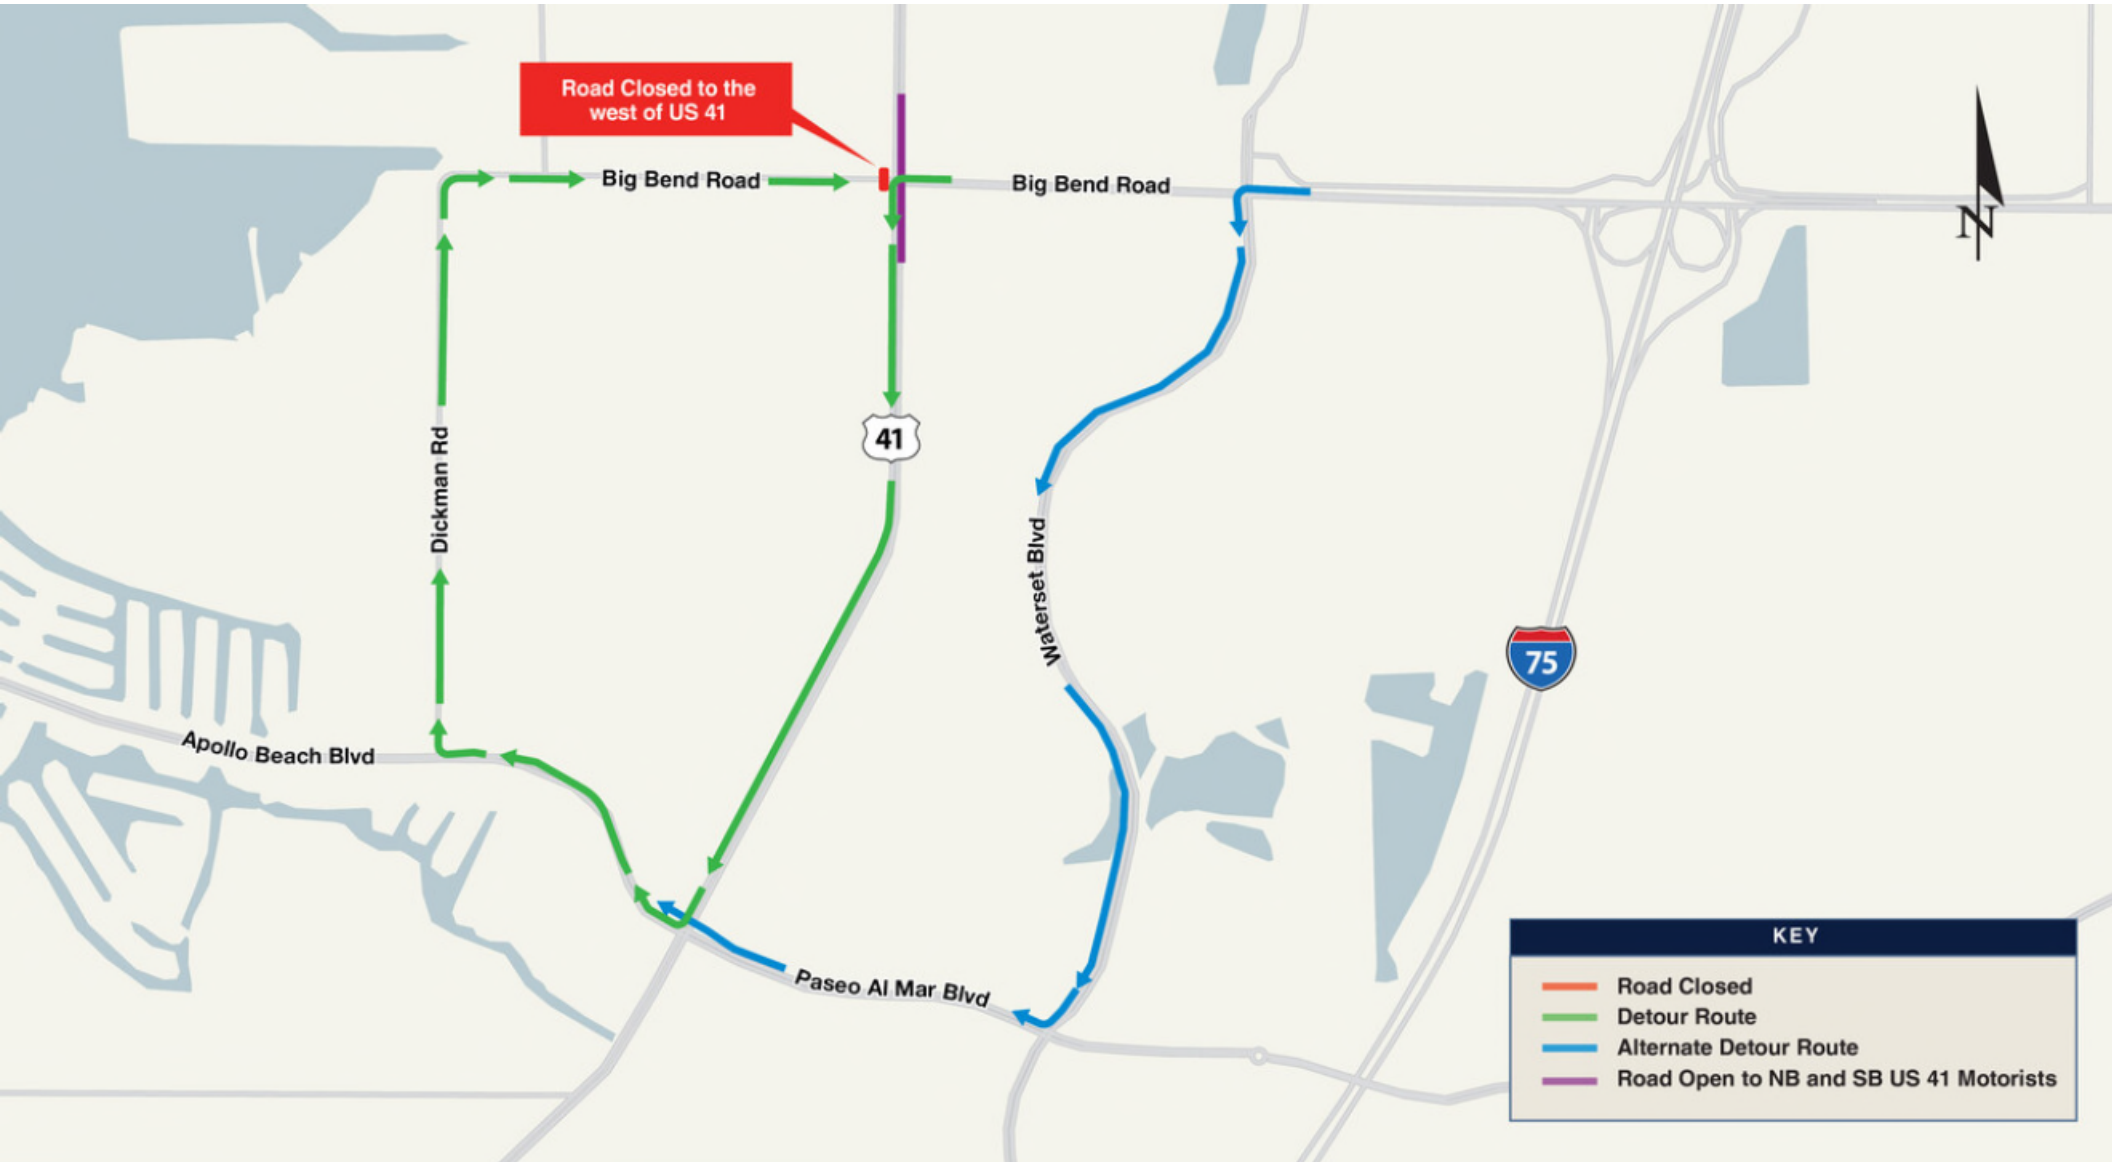 Road Closed to the
west of US 41
Big Bend Road
Big Bend Road
N
41
Dickman Rd
Waterset Blvd
75
Apollo Beach Blvd
Paseo Al Mar Blvd
KEY
Road Closed
Detour Route
Alternate Detour Route
Road Open to NB and SB US 41 Motorists